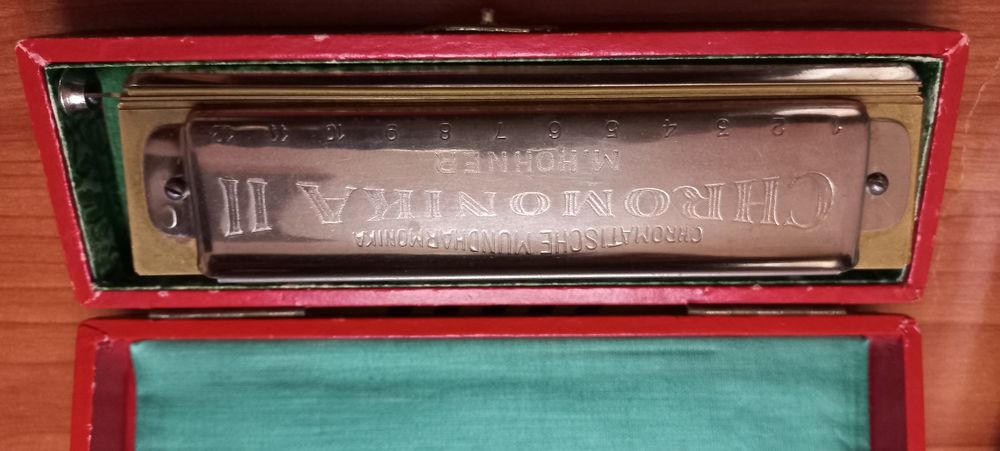 CHROMATISCHE MUNDHARMONIKA
CHROMONIKA II
C
M. HOHNER
1 2 3 4 5 6 7 8 9 10 11 12